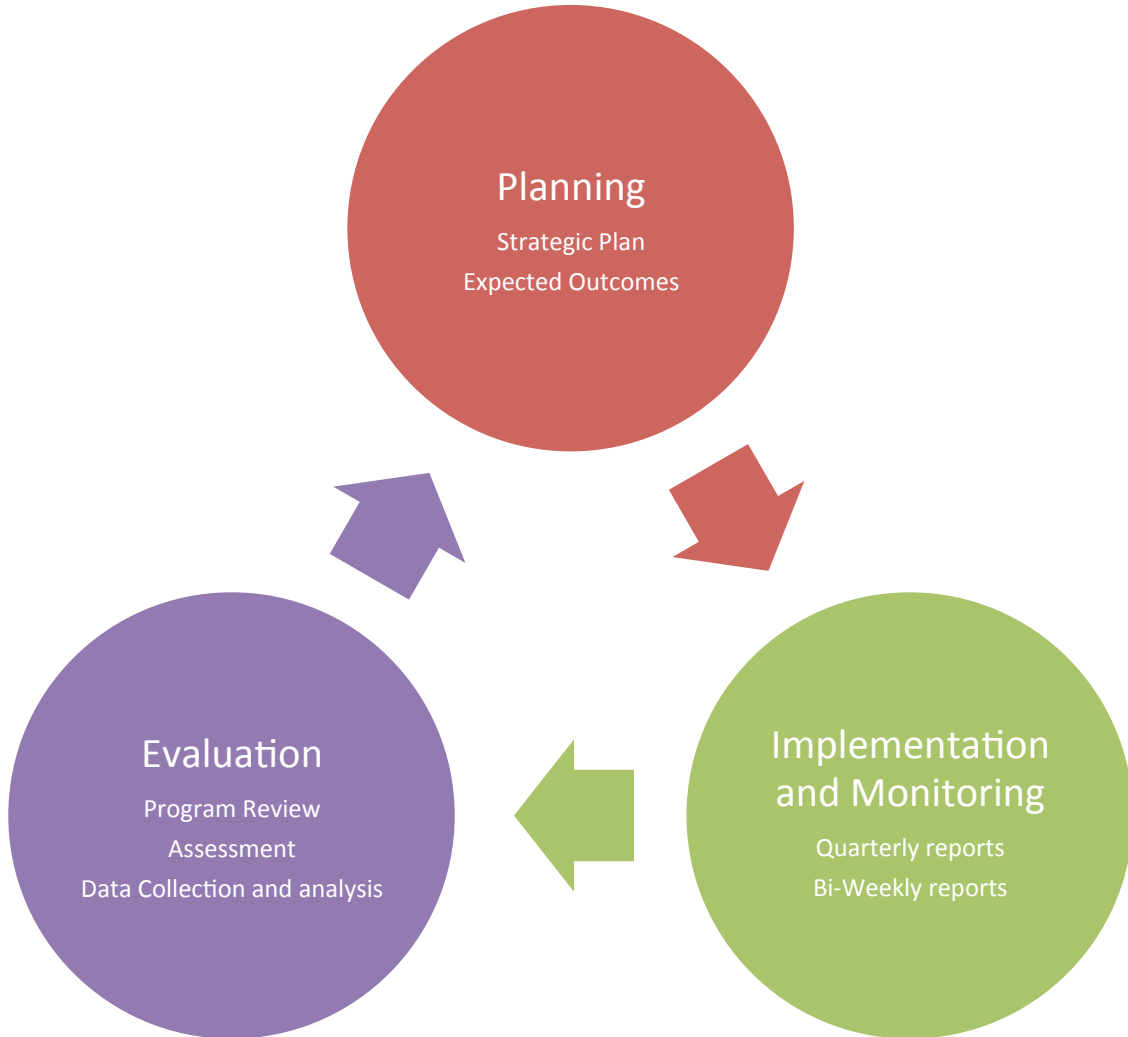 Planning
Strategic Plan
Expected Outcomes
Evaluation
Program Review
Assessment
Data Collection and analysis
Implementation
and Monitoring
Quarterly reports
Bi-Weekly reports